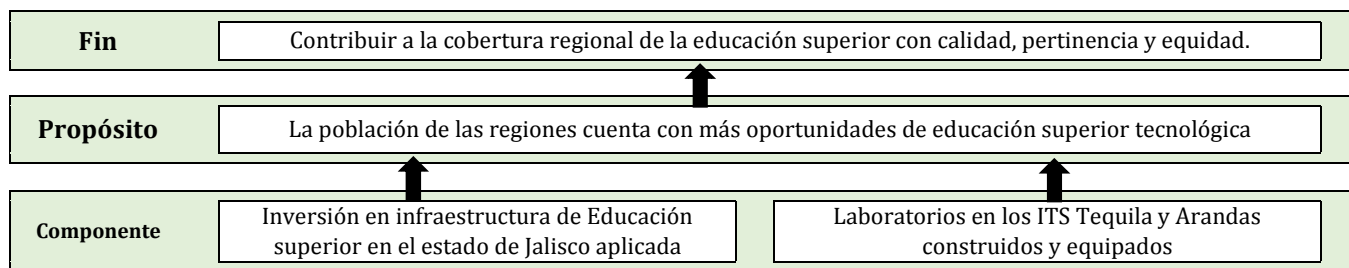 Fin
Contribuir a la cobertura regional de la educación superior con calidad, pertinencia y equidad.
Propósito
La población de las regiones cuenta con más oportunidades de educación superior tecnológica
Componente
Inversión en infraestructura de Educación
superior en el estado de Jalisco aplicada
Laboratorios en los ITS Tequila y Arandas
construidos y equipados